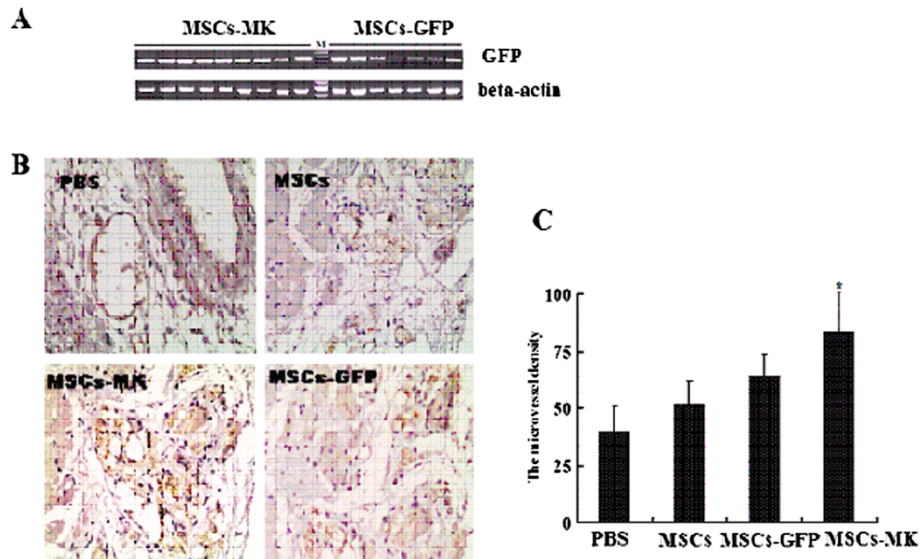 A
MSCs-MK
M
MSCs-GFP
GFP
beta-actin
B
PBS
MSCs
MSCs-MK
MSCs-GFP
C
The microvessel density
100
75
50
25
0
*
PBS
MSCs
MSCs-GFP
MSCs-MK